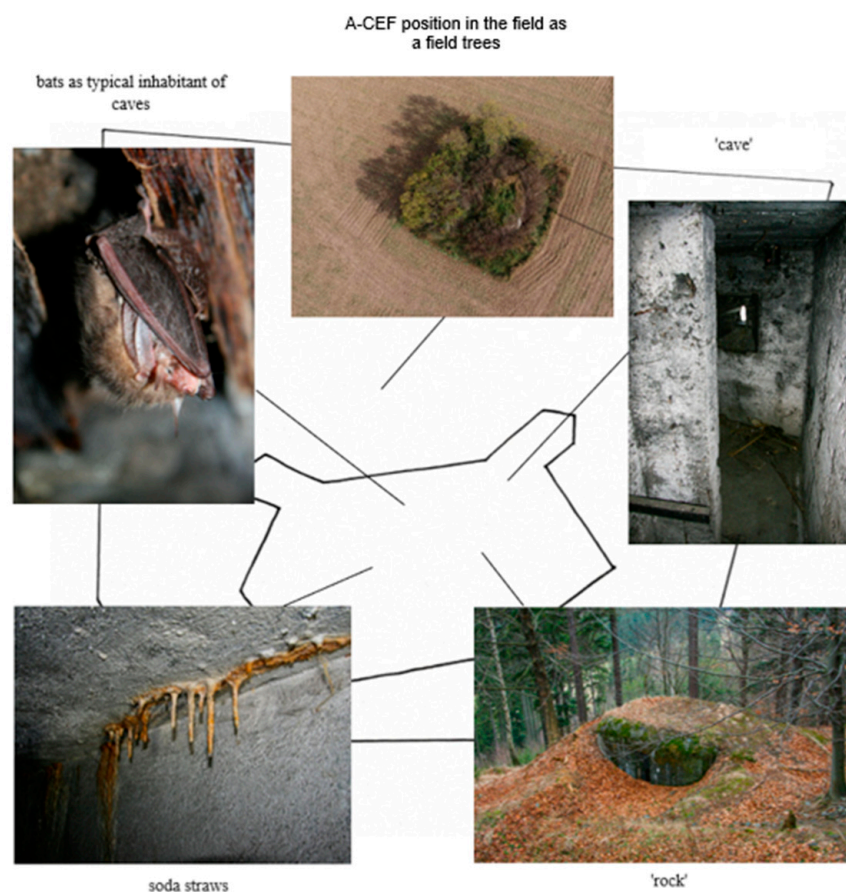 A-CEF position in the field as
a field trees
bats as typical inhabitant of
caves
'cave'
soda straws
'rock'